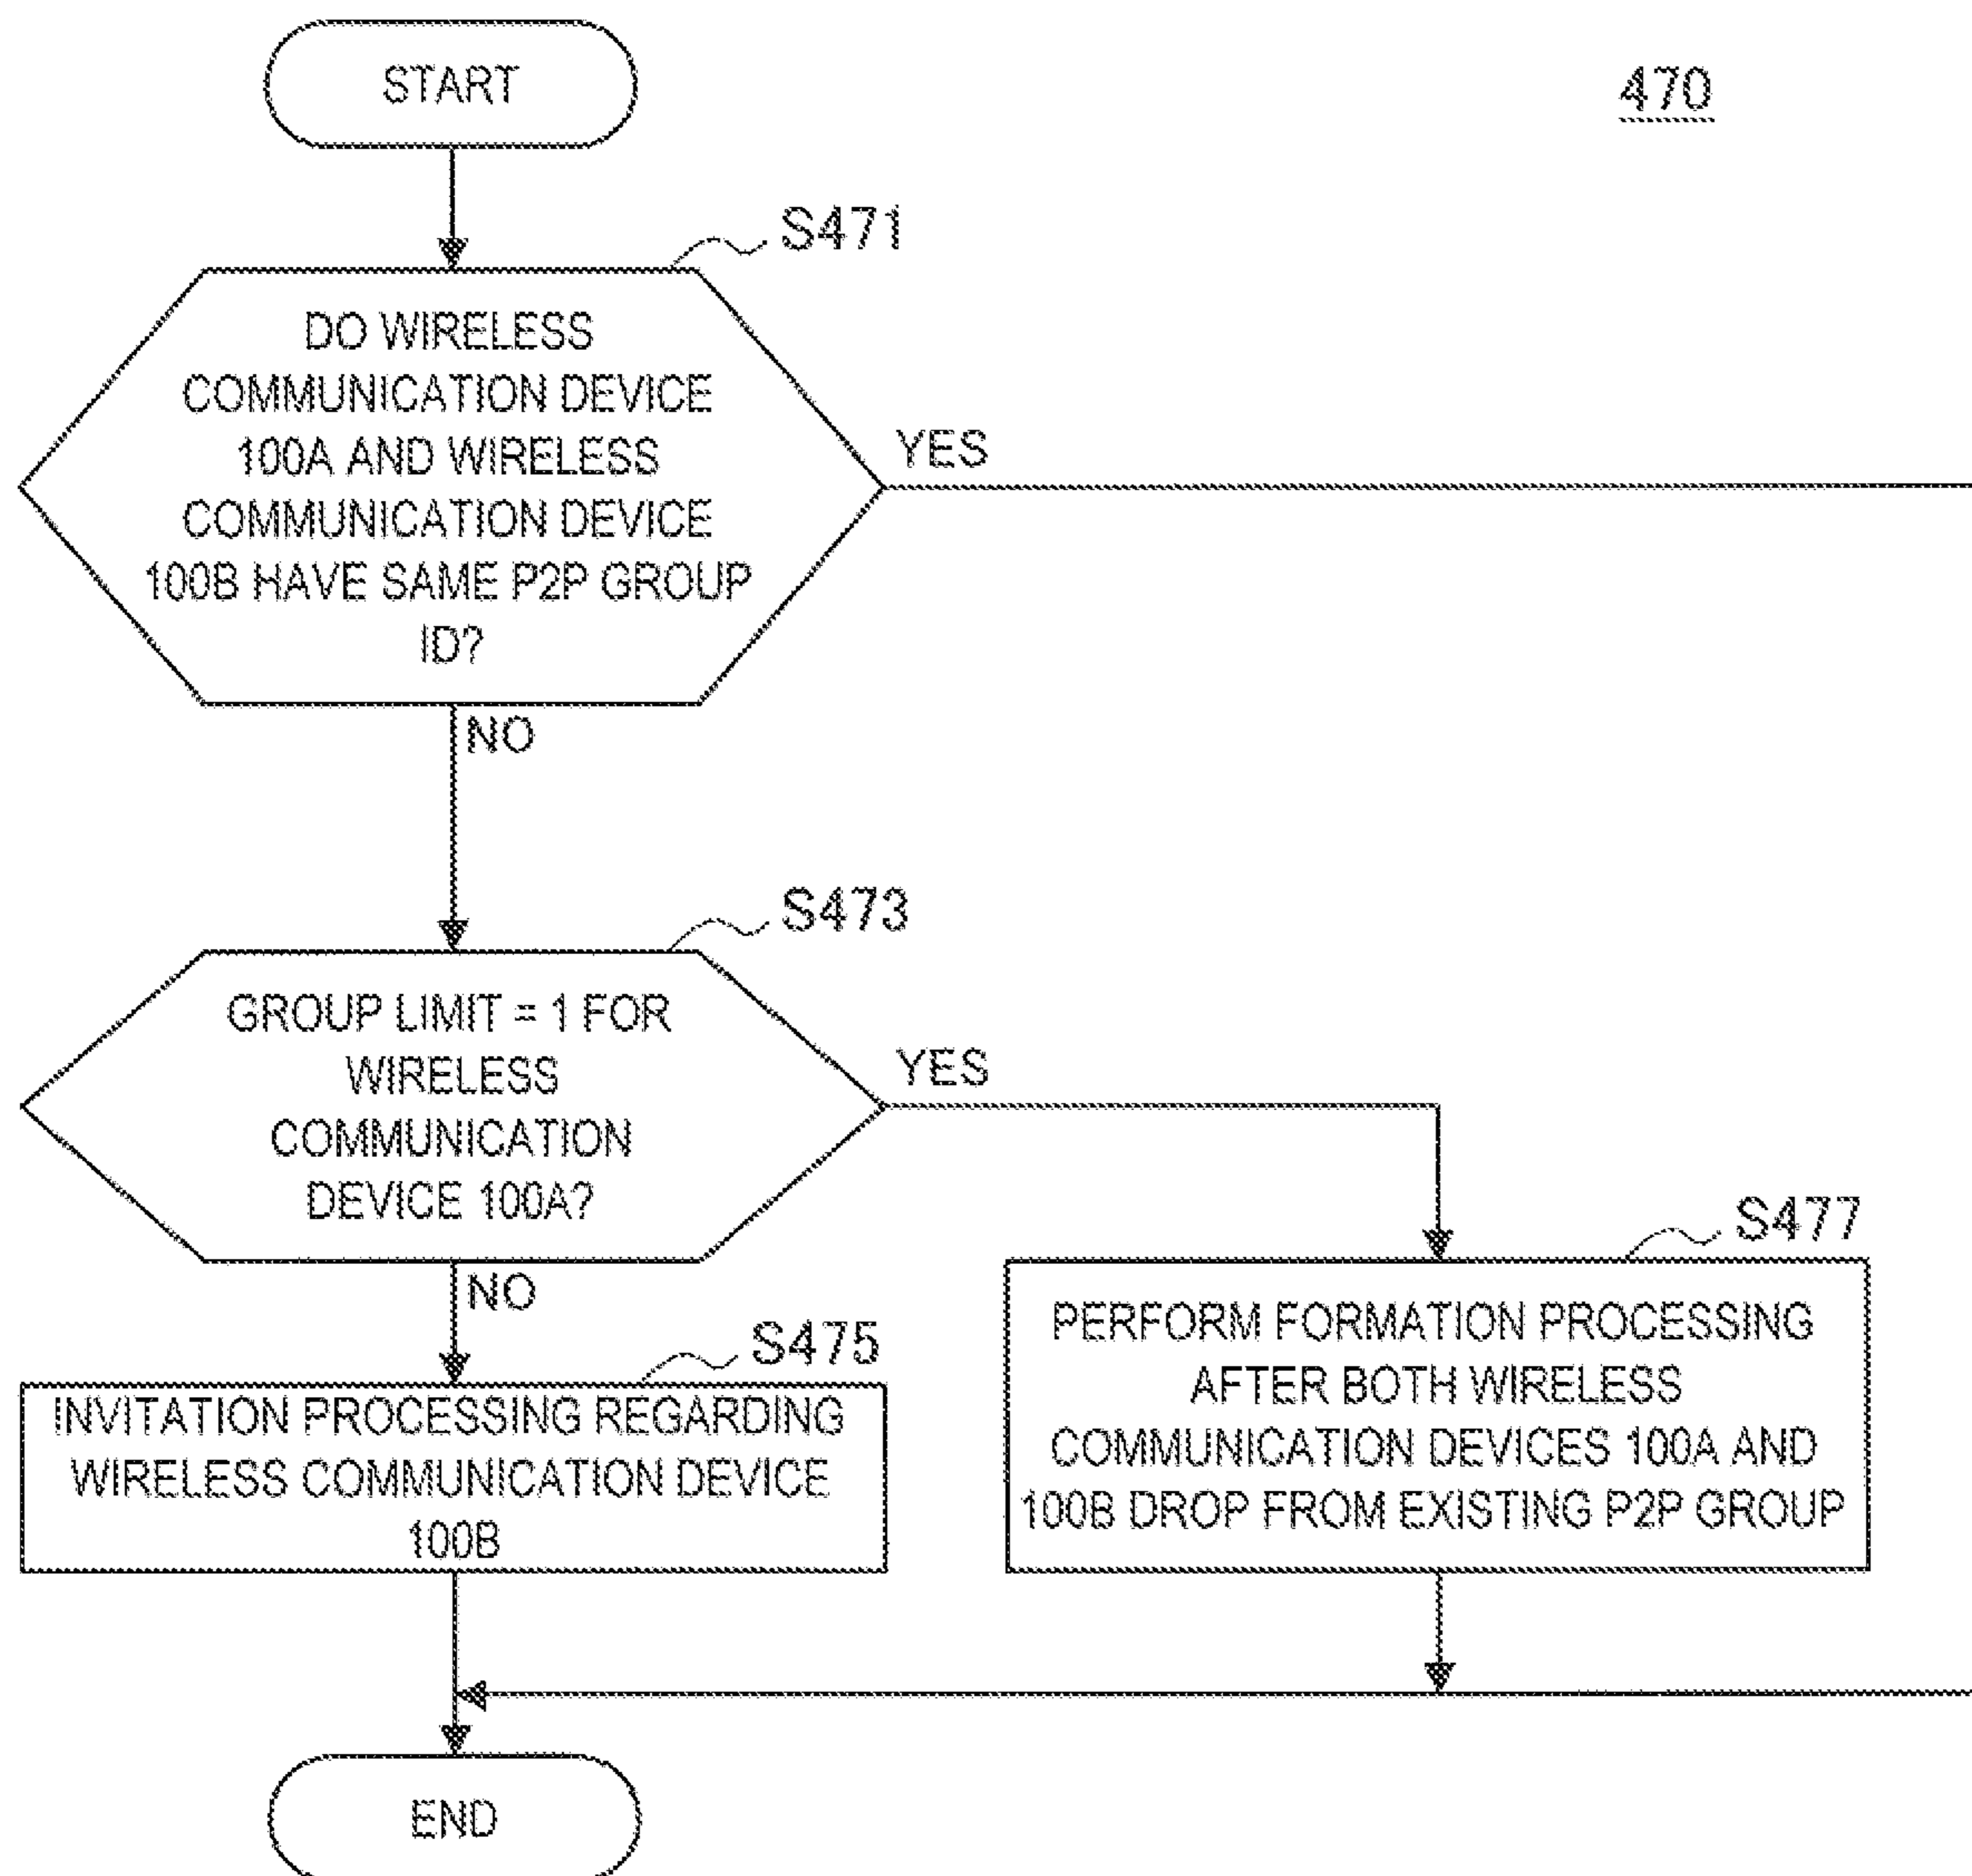 START
470
S471
DO WIRELESS
COMMUNICATION DEVICE
100A AND WIRELESS
COMMUNICATION DEVICE
100B HAVE SAME P2P GROUP
ID?
YES
NO
S473
GROUP LIMIT = 1 FOR
WIRELESS
COMMUNICATION
DEVICE 100A?
YES
NO
S477
PERFORM FORMATION PROCESSING
AFTER BOTH WIRELESS
COMMUNICATION DEVICES 100A AND
100B DROP FROM EXISTING P2P GROUP
S475
INVITATION PROCESSING REGARDING
WIRELESS COMMUNICATION DEVICE
100B
END